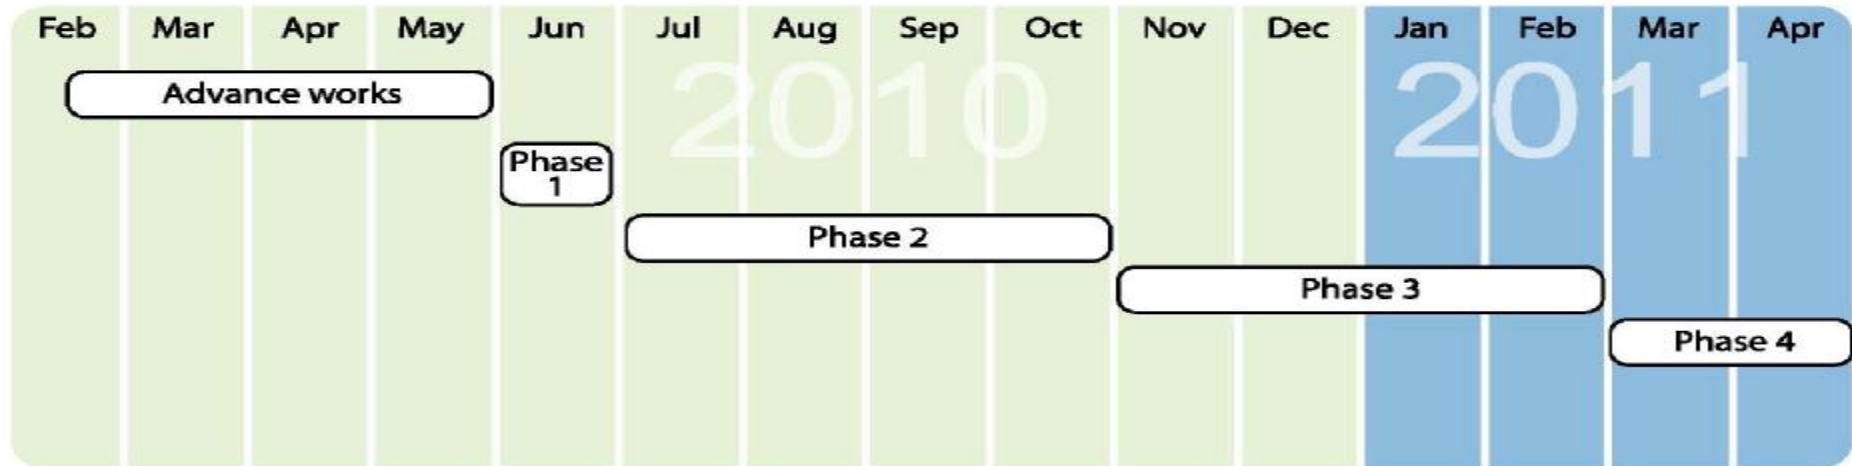 Feb Mar Apr May Jun Jul Aug Sep Oct Nov Dec Jan Feb Mar Apr
2010 2011
Advance works
Phase
1
Phase 2
Phase 3
Phase 4